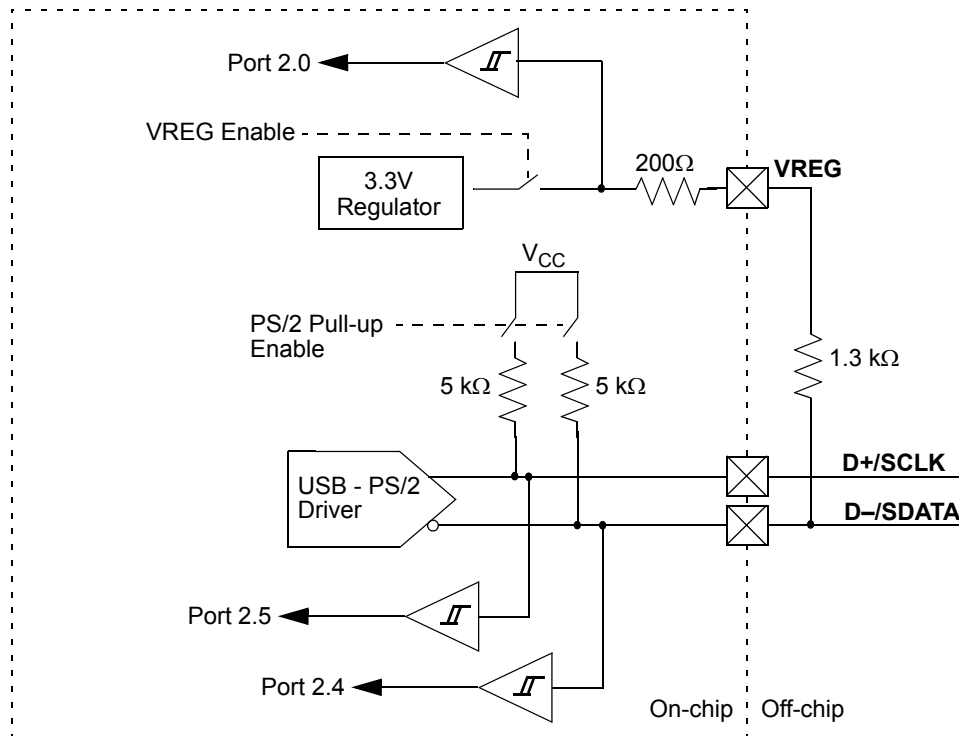 Port 2.0
VREG Enable
3.3V
Regulator
200Ω
VREG
VCC
PS/2 Pull-up
Enable
5 kΩ
5 kΩ
1.3 kΩ
USB - PS/2
Driver
D+/SCLK
D–/SDATA
Port 2.5
Port 2.4
On-chip
Off-chip